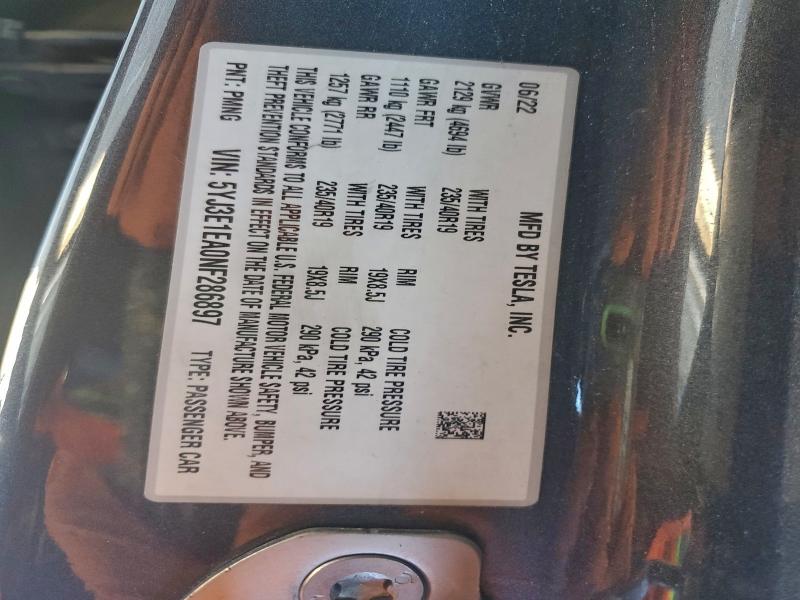 MFD BY TESLA, INC.
06/22
GVWR
2129 kg (4694 lb) WITH TIRES
235/40R19
GAWR FRT WITH TIRES RIM COLD TIRE PRESSURE
1110 kg (2447 lb) 235/40R19 19X8.5J 290 kPa, 42 psi
GAWR RR WITH TIRES RIM COLD TIRE PRESSURE
1257 kg (2771 lb) 235/40R19 19X8.5J 290 kPa, 42 psi
THIS VEHICLE CONFORMS TO ALL APPLICABLE U.S. FEDERAL MOTOR VEHICLE SAFETY, BUMPER, AND
THEFT PREVENTION STANDARDS IN EFFECT ON THE DATE OF MANUFACTURE SHOWN ABOVE.
PNT: PMNG VIN: 5YJ3E1EA0NF286897 TYPE: PASSENGER CAR